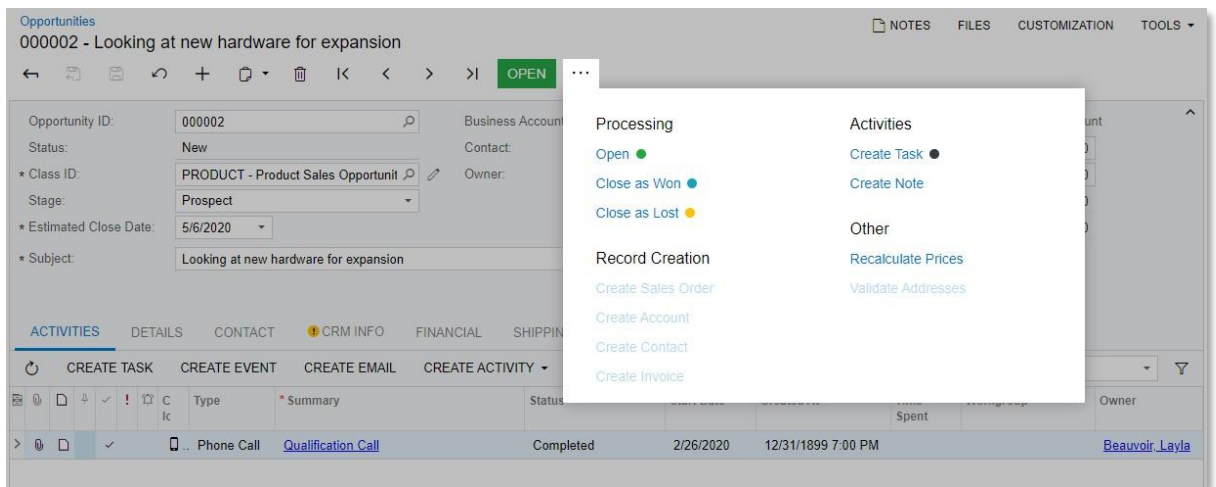 Opportunities
NOTES FILES CUSTOMIZATION TOOLS
000002 - Looking at new hardware for expansion
OPEN ...
Opportunity ID: 000002 Business Account
Status: New Contact:
* Class ID: PRODUCT - Product Sales Opportunit Owner:
Stage: Prospect
* Estimated Close Date: 5/6/2020
* Subject: Looking at new hardware for expansion
Processing
Open
Close as Won
Close as Lost
Record Creation
Create Sales Order
Create Account
Create Contact
Create Invoice
Activities
Create Task
Create Note
Other
Recalculate Prices
Validate Addresses
unt
ACTIVITIES DETAILS CONTACT CRM INFO FINANCIAL SHIPPIN
CREATE TASK CREATE EVENT CREATE EMAIL CREATE ACTIVITY
C Type * Summary Status Workgroup Owner
Spent
Phone Call Qualification Call Completed 2/26/2020 12/31/1899 7:00 PM Beauvoir, Layla